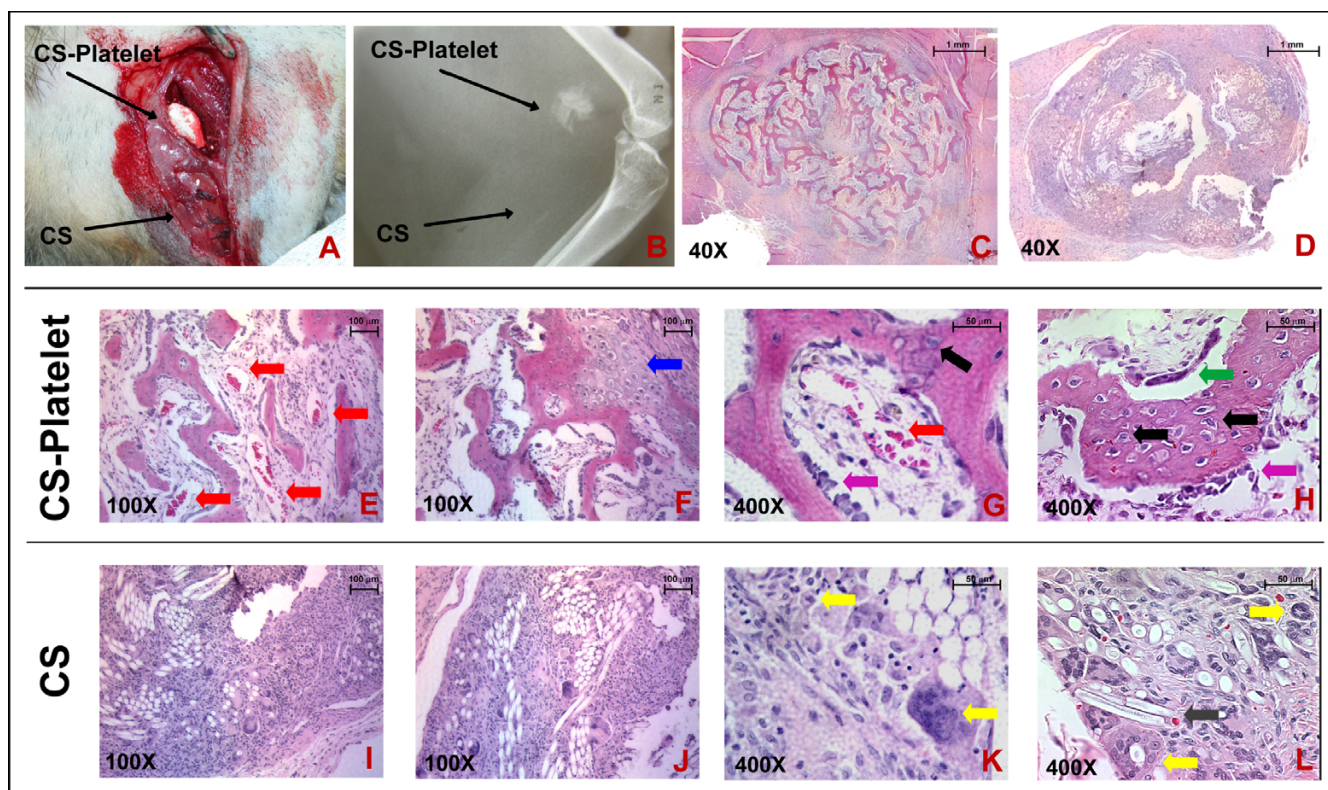 CS-Platelet
CS
A
CS-Platelet
CS
B
1 mm
40X
C
1 mm
40X
D
CS-Platelet
100 µm
100X
E
100 µm
100X
F
50 µm
400X
G
50 µm
400X
H
CS
100 µm
100X
I
100 µm
100X
J
50 µm
400X
K
50 µm
400X
L